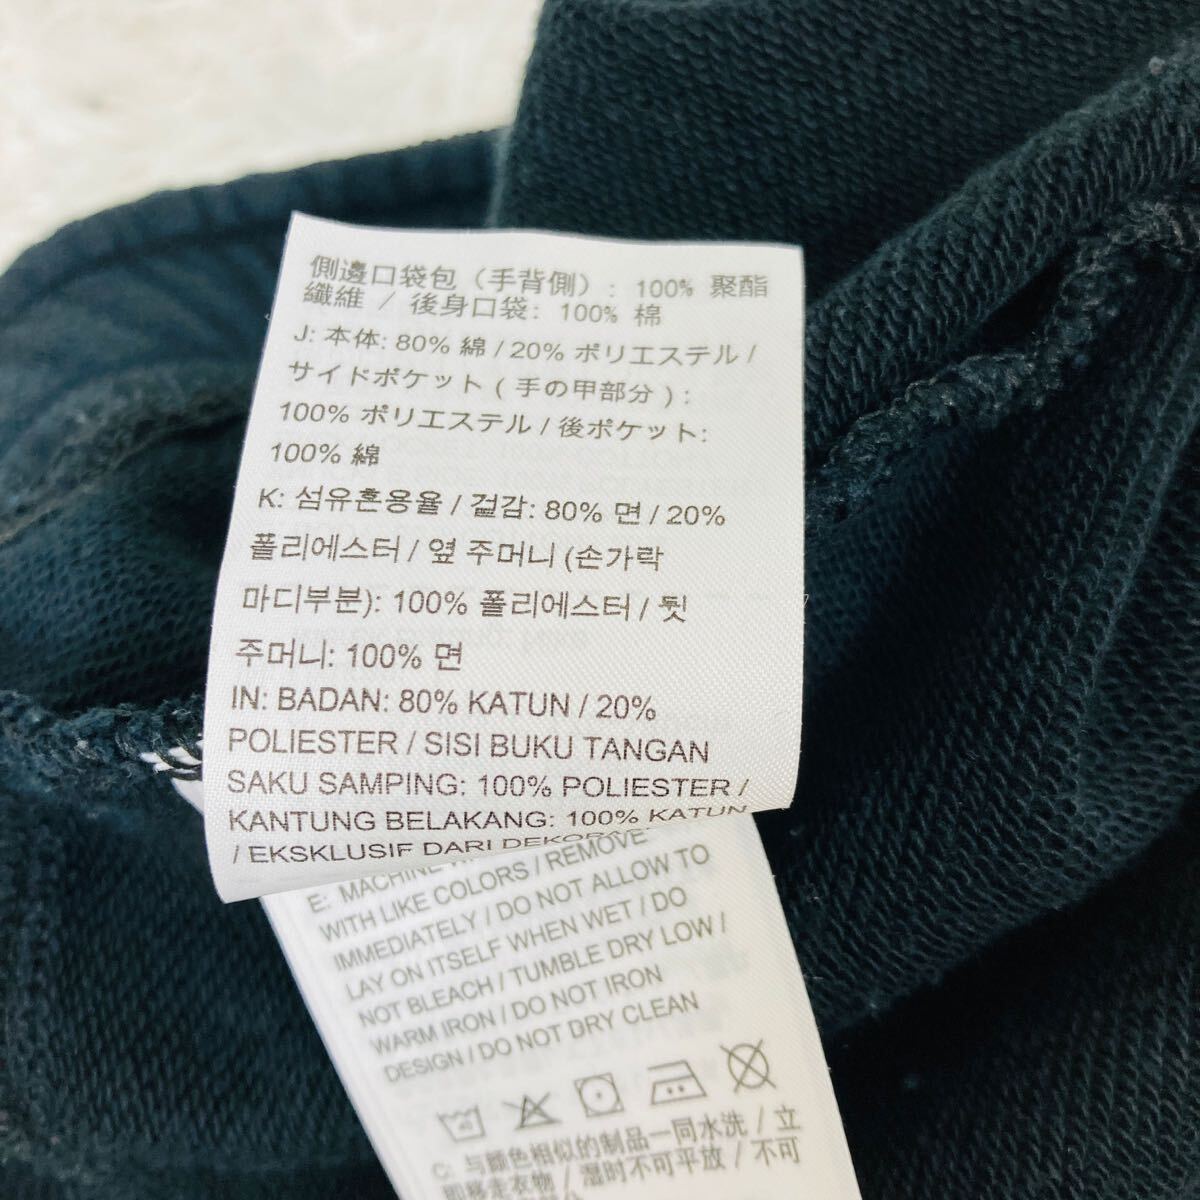 側邊口袋包（手背側）: 100% 聚酯
纖維 / 後身口袋: 100% 棉
J: 本体: 80% 綿 / 20% ポリエステル /
サイドポケット ( 手の甲部分 ) :
100% ポリエステル / 後ポケット:
100% 綿
K: 섬유혼용율 / 겉감: 80% 면 / 20%
폴리에스터 / 옆 주머니 (손가락
마디부분): 100% 폴리에스터 / 뒷
주머니: 100% 면
IN: BADAN: 80% KATUN / 20%
POLIESTER / SISI BUKU TANGAN
SAKU SAMPING: 100% POLIESTER /
KANTUNG BELAKANG: 100% KATUN
/ EKSKLUSIF DARI
E: MACHINE
WITH LIKE COLORS / REMOVE
IMMEDIATELY / DO NOT ALLOW TO
LAY ON ITSELF WHEN WET / DO
NOT BLEACH / TUMBLE DRY LOW /
WARM IRON / DO NOT IRON
DESIGN / DO NOT DRY CLEAN
C: 与颜色相似的制品一同水洗 / 立
即移走衣物 / 湿时不可平放 / 不可